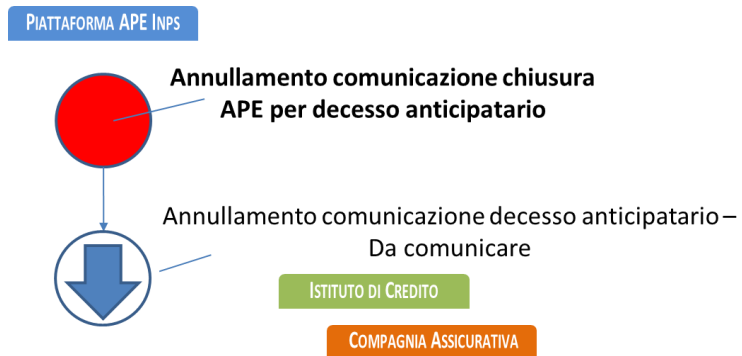 PIATTAFORMA APE INPS
Annullamento comunicazione chiusura
APE per decesso anticipatario
Annullamento comunicazione decesso anticipatario –
Da comunicare
ISTITUTO DI CREDITO
COMPAGNIA ASSICURATIVA